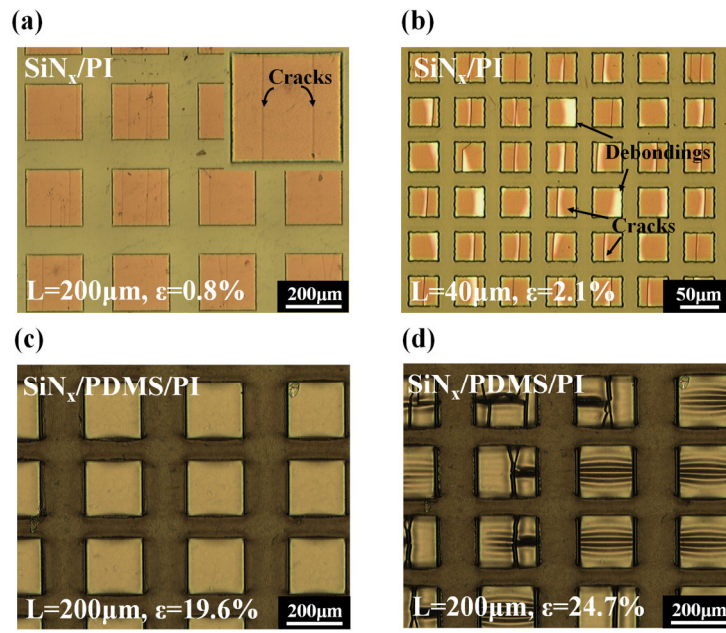 (a)
SiNx/PI
Cracks
L=200μm, ε=0.8%
200μm
(b)
SiNx/PI
Debondings
Cracks
L=40μm, ε=2.1%
50μm
(c)
SiNx/PDMS/PI
L=200μm, ε=19.6%
200μm
(d)
SiNx/PDMS/PI
L=200μm, ε=24.7%
200μm